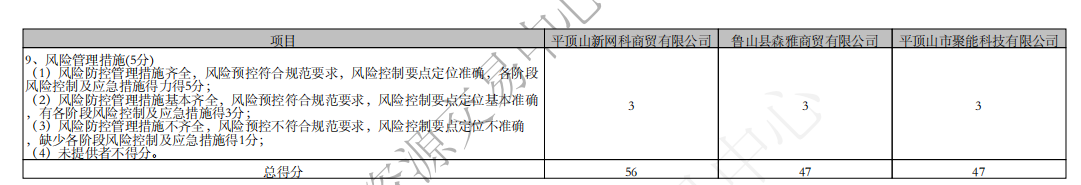 项目 平顶山新网科商贸有限公司 鲁山县森雅商贸有限公司 平顶山市聚能科技有限公司
9、风险管理措施(5分)
（1）风险防控管理措施齐全，风险预控符合规范要求，风险控制要点定位准确，各阶段
风险控制及应急措施得力得5分；
（2）风险防控管理措施基本齐全，风险预控符合规范要求，风险控制要点定位基本准确
，有各阶段风险控制及应急措施得3分；
（3）风险防控管理措施不齐全，风险预控不符合规范要求，风险控制要点定位不准确
，缺少各阶段风险控制及应急措施得1分；
（4）未提供者不得分。
3 3 3
总得分 56 47 47
资源交易中心
中心